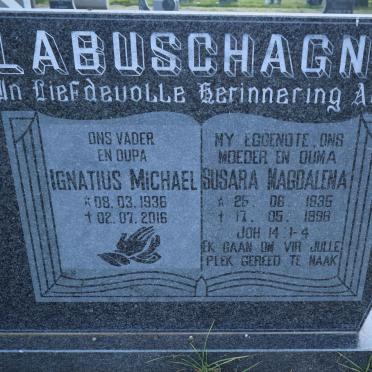 LABUSCHAGN
In Liefdevolle Herinnering A
ONS VADER
EN OUPA
IGNATIUS MICHAEL
* 08. 03. 1936
† 02. 07. 2016
MY EGGENOTE, ONS
MOEDER EN OUMA
SUSARA MAGDALENA
* 25. 06. 1935
† 17. 05. 1998
JOH 14:1-4
EK GAAN OM VIR JULLE
PLEK GEREED TE MAAK